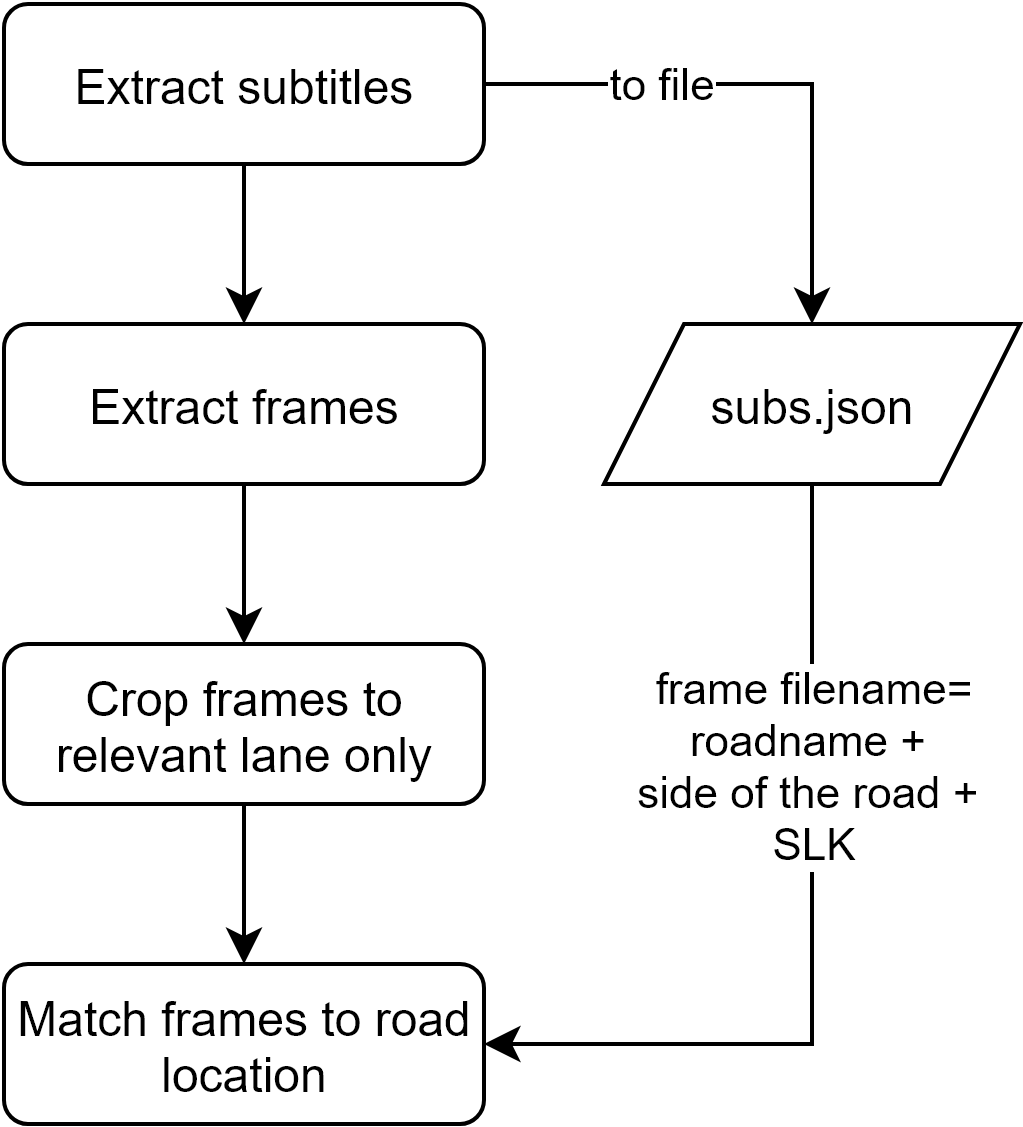 Extract subtitles
to file
Extract frames
subs.json
Crop frames to
relevant lane only
frame filename=
roadname +
side of the road +
SLK
Match frames to road
location